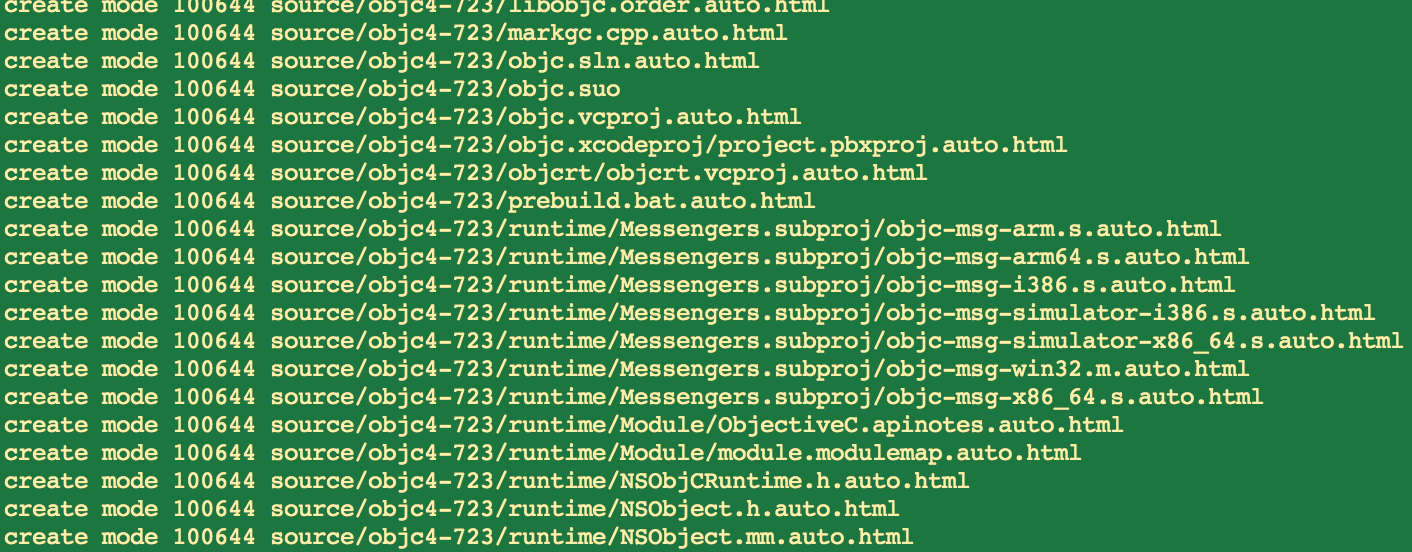 create mode 100644 source/objc4-723/libobjc.order.auto.html
create mode 100644 source/objc4-723/markgc.cpp.auto.html
create mode 100644 source/objc4-723/objc.sln.auto.html
create mode 100644 source/objc4-723/objc.suo
create mode 100644 source/objc4-723/objc.vcproj.auto.html
create mode 100644 source/objc4-723/objc.xcodeproj/project.pbxproj.auto.html
create mode 100644 source/objc4-723/objcrt/objcrt.vcproj.auto.html
create mode 100644 source/objc4-723/prebuild.bat.auto.html
create mode 100644 source/objc4-723/runtime/Messengers.subproj/objc-msg-arm.s.auto.html
create mode 100644 source/objc4-723/runtime/Messengers.subproj/objc-msg-arm64.s.auto.html
create mode 100644 source/objc4-723/runtime/Messengers.subproj/objc-msg-i386.s.auto.html
create mode 100644 source/objc4-723/runtime/Messengers.subproj/objc-msg-simulator-i386.s.auto.html
create mode 100644 source/objc4-723/runtime/Messengers.subproj/objc-msg-simulator-x86_64.s.auto.html
create mode 100644 source/objc4-723/runtime/Messengers.subproj/objc-msg-win32.m.auto.html
create mode 100644 source/objc4-723/runtime/Messengers.subproj/objc-msg-x86_64.s.auto.html
create mode 100644 source/objc4-723/runtime/Module/ObjectiveC.apinotes.auto.html
create mode 100644 source/objc4-723/runtime/Module/module.modulemap.auto.html
create mode 100644 source/objc4-723/runtime/NSObjCRuntime.h.auto.html
create mode 100644 source/objc4-723/runtime/NSObject.h.auto.html
create mode 100644 source/objc4-723/runtime/NSObject.mm.auto.html